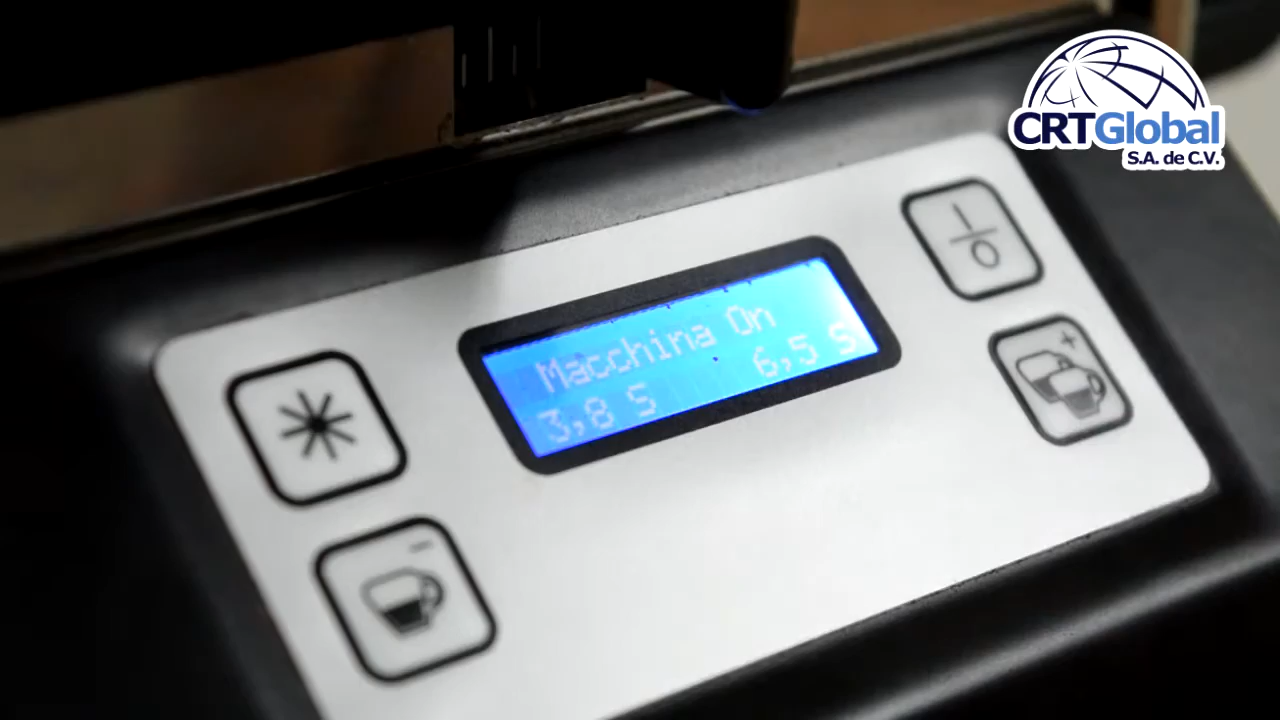 CRTGlobal
S.A. de C.V.
Macchina On
3,8 S 6,5 S
+
-